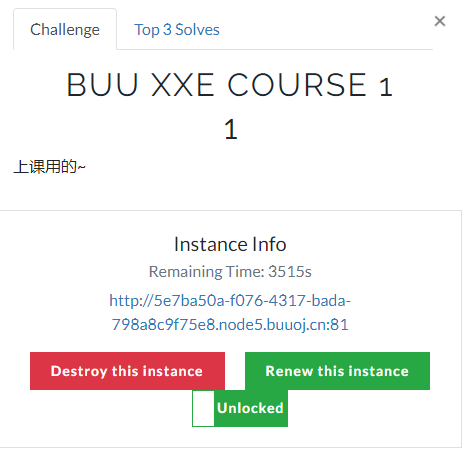 Challenge Top 3 Solves ×
BUU XXE COURSE 1
1
上课用的~
Instance Info
Remaining Time: 3515s
http://5e7ba50a-f076-4317-bada-
798a8c9f75e8.node5.buuoj.cn:81
Destroy this instance Renew this instance
Unlocked